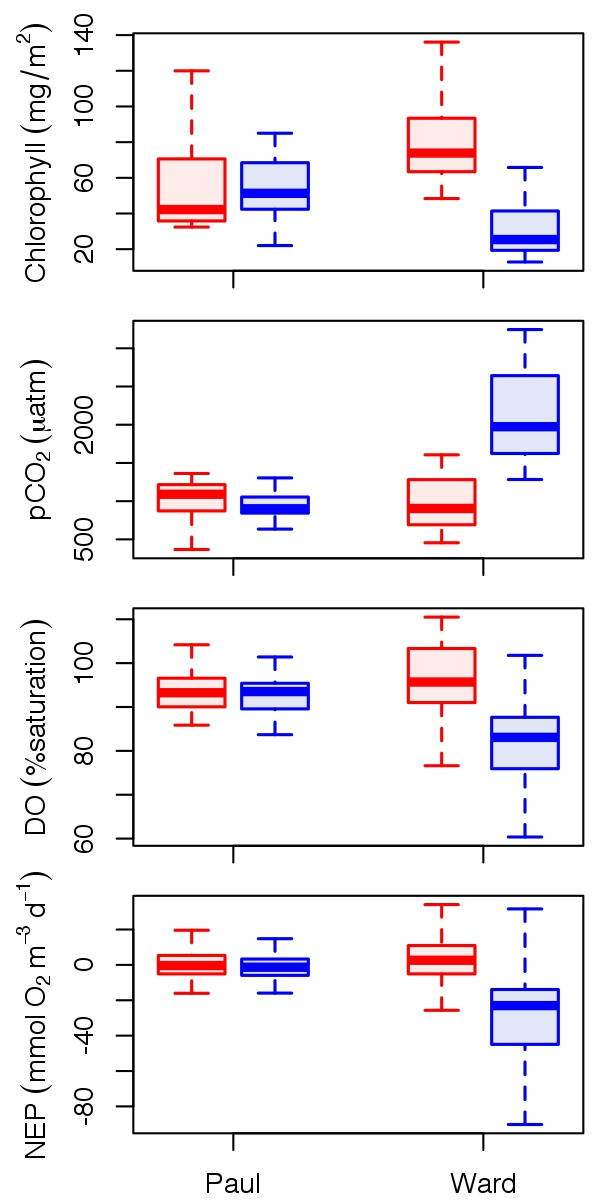 Chlorophyll (mg/m²)
140
100
60
20
pCO₂ (μatm)
2000
500
DO (%saturation)
100
80
60
NEP (mmol O₂ m⁻³ d⁻¹)
0
-40
-80
Paul Ward